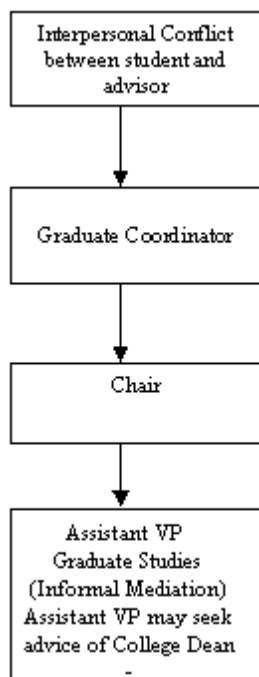 Interpersonal Conflict
between student and
advisor
Graduate Coordinator
Chair
Assistant VP
Graduate Studies
(Informal Mediation)
Assistant VP may seek
advice of College Dean
-